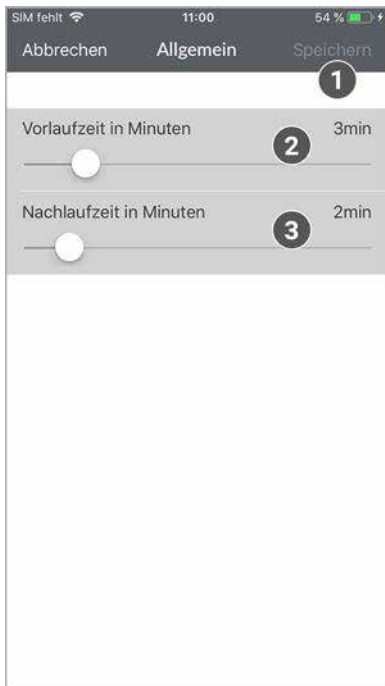 SIM fehlt 11:00 54 %
Abbrechen Allgemein Speichern
1
Vorlaufzeit in Minuten 2 3min
Nachlaufzeit in Minuten 3 2min